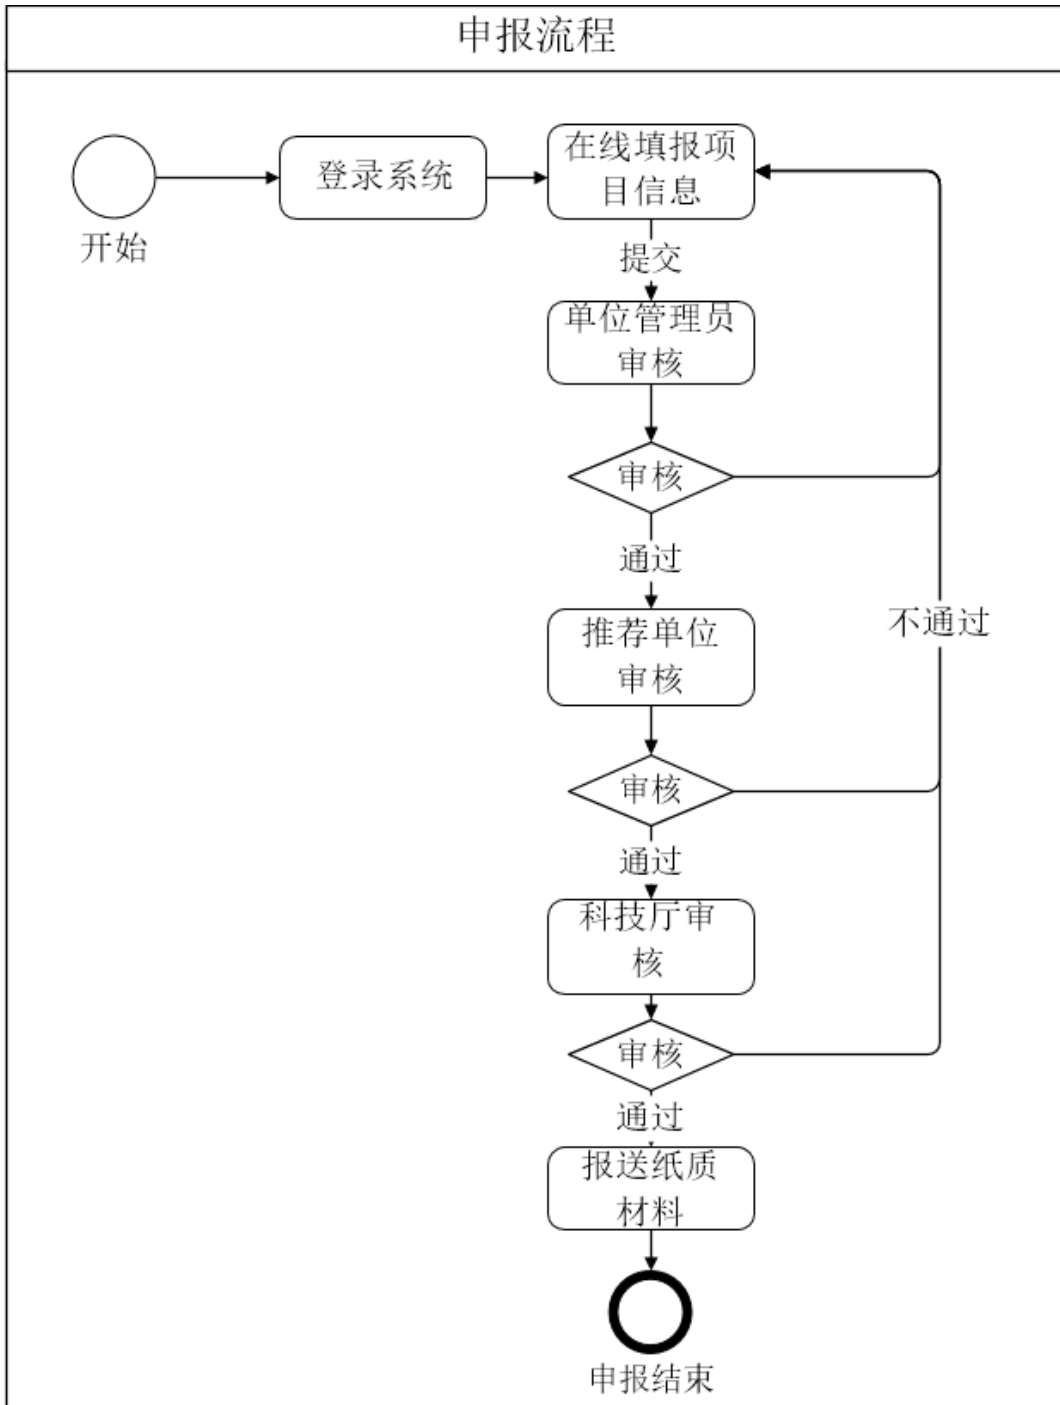 申报流程
开始
登录系统
在线填报项
目信息
提交
单位管理员
审核
审核
通过
不通过
推荐单位
审核
审核
通过
科技厅审
核
审核
通过
报送纸质
材料
申报结束